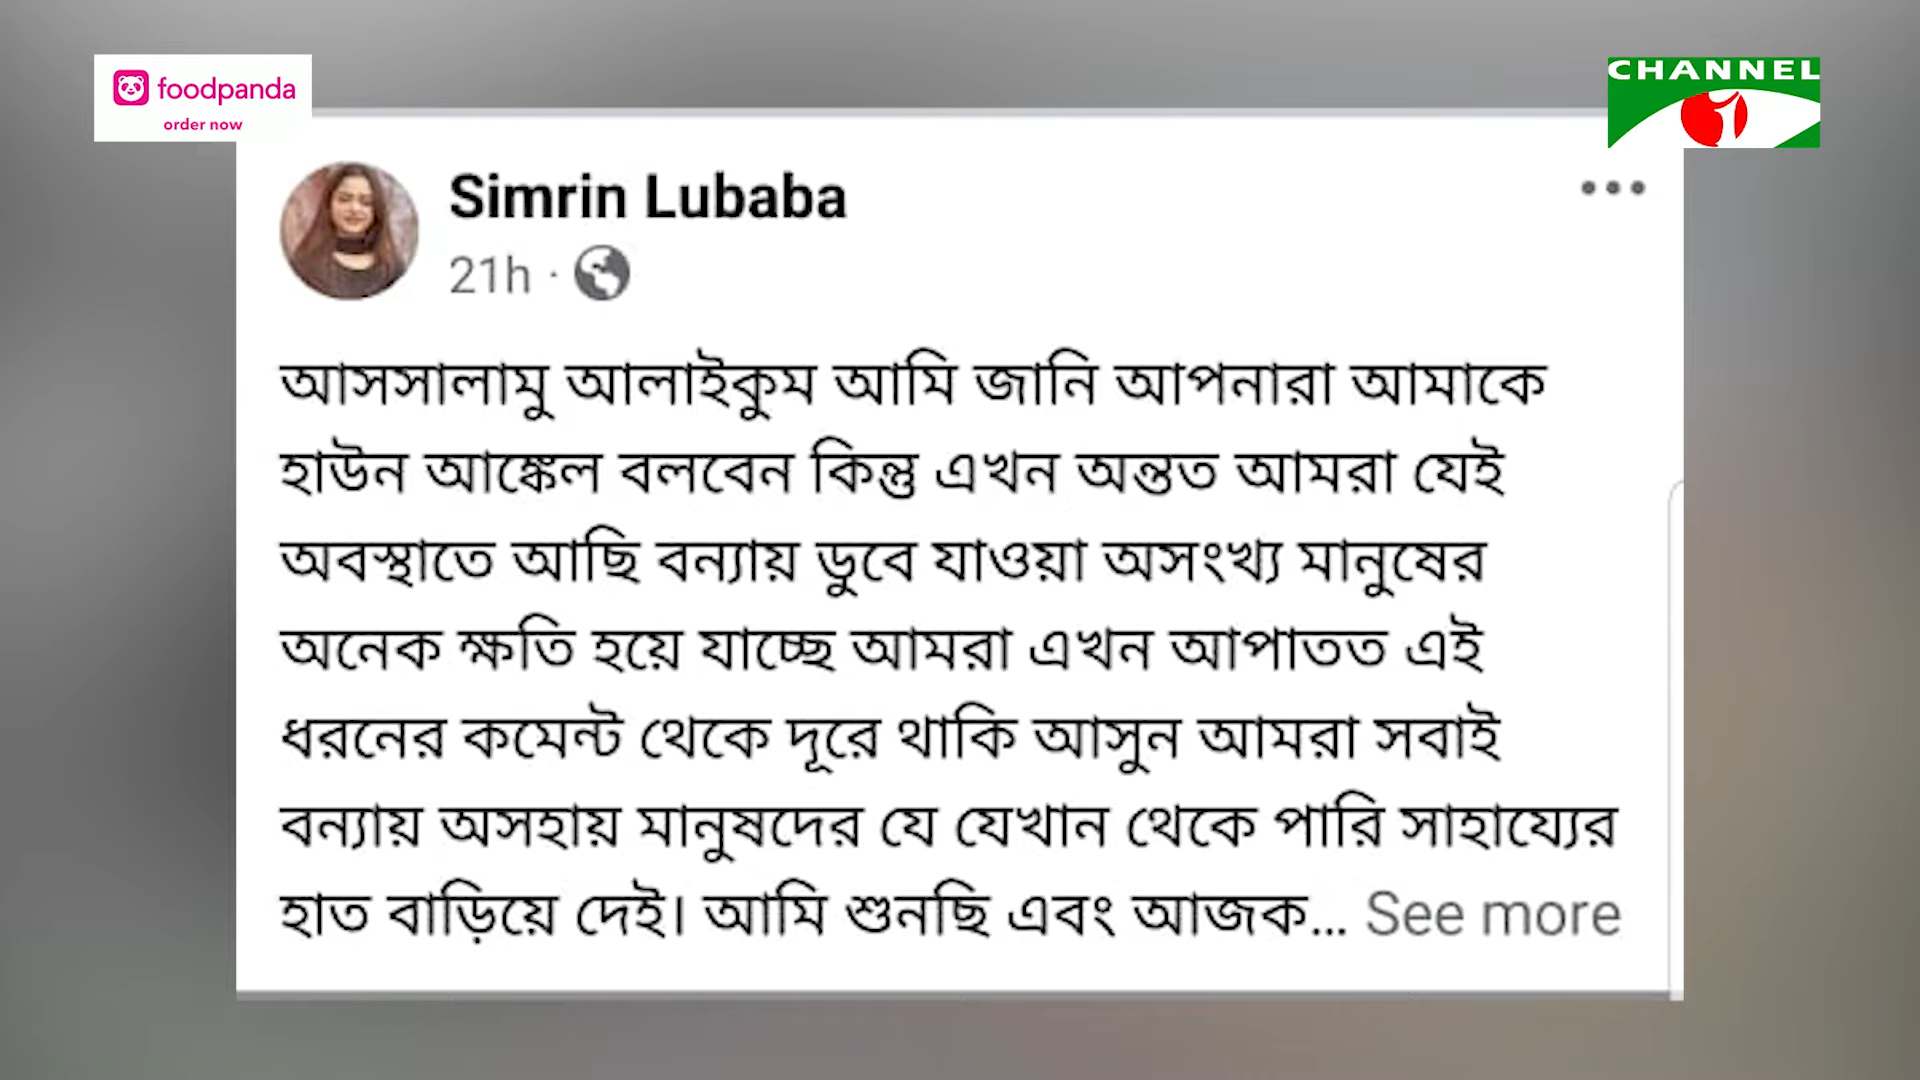 foodpanda
order now
CHANNEL
Simrin Lubaba
21h ·
আসসালামু আলাইকুম আমি জানি আপনারা আমাকে
হাউন আঙ্কেল বলবেন কিন্তু এখন অন্তত আমরা যেই
অবস্থাতে আছি বন্যায় ডুবে যাওয়া অসংখ্য মানুষের
অনেক ক্ষতি হয়ে যাচ্ছে আমরা এখন আপাতত এই
ধরনের কমেন্ট থেকে দূরে থাকি আসুন আমরা সবাই
বন্যায় অসহায় মানুষদের যে যেখান থেকে পারি সাহায্যের
হাত বাড়িয়ে দেই। আমি শুনছি এবং আজক... See more